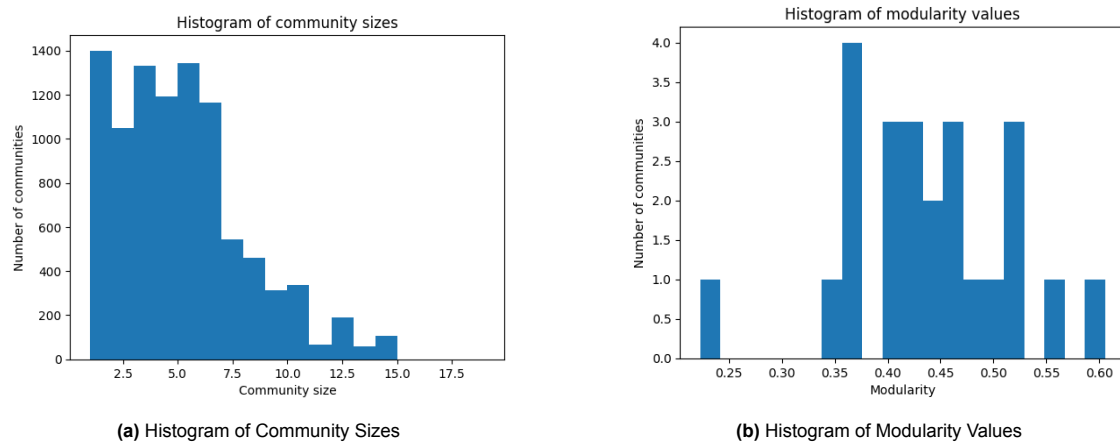 Histogram of community sizes
1400
1200
1000
800
600
400
200
0
Number of communities
2.5 5.0 7.5 10.0 12.5 15.0 17.5
Community size
(a) Histogram of Community Sizes
Histogram of modularity values
4.0
3.5
3.0
2.5
2.0
1.5
1.0
0.5
0.0
Number of communities
0.25 0.30 0.35 0.40 0.45 0.50 0.55 0.60
Modularity
(b) Histogram of Modularity Values